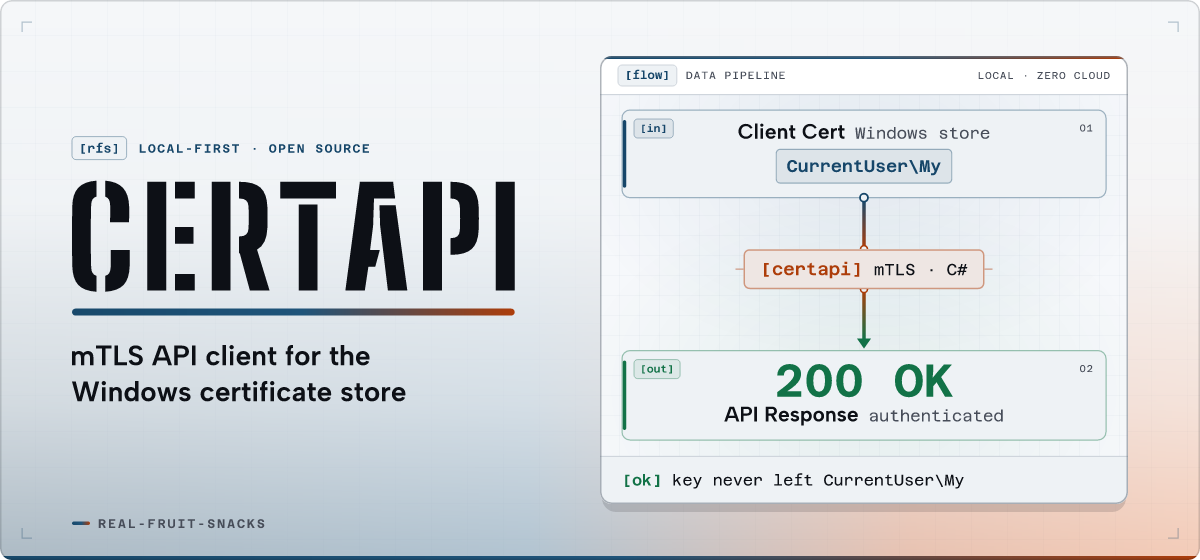 [rfs] LOCAL-FIRST · OPEN SOURCE
CERTAPI
mTLS API client for the
Windows certificate store
REAL-FRUIT-SNACKS
[flow] DATA PIPELINE LOCAL · ZERO CLOUD
[in] Client Cert Windows store 01
CurrentUser\My
[certapi] mTLS · C#
[out] 200 OK 02
API Response authenticated
[ok] key never left CurrentUser\My